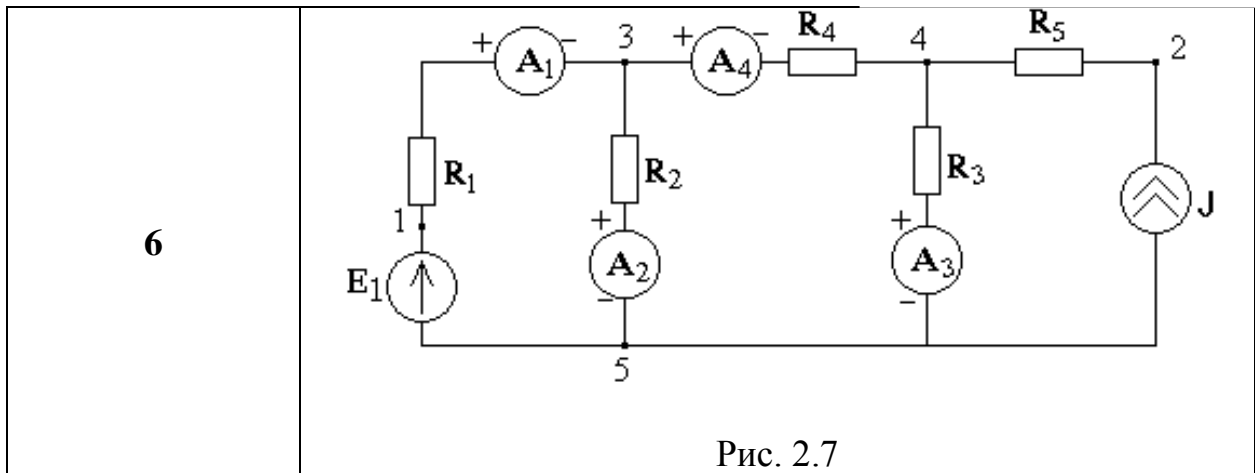 6
+ A₁ − 3 + A₄ − R₄ 4 R₅ 2
R₁ R₂ R₃
1 + + J
E₁ A₂ A₃
− −
5
Рис. 2.7